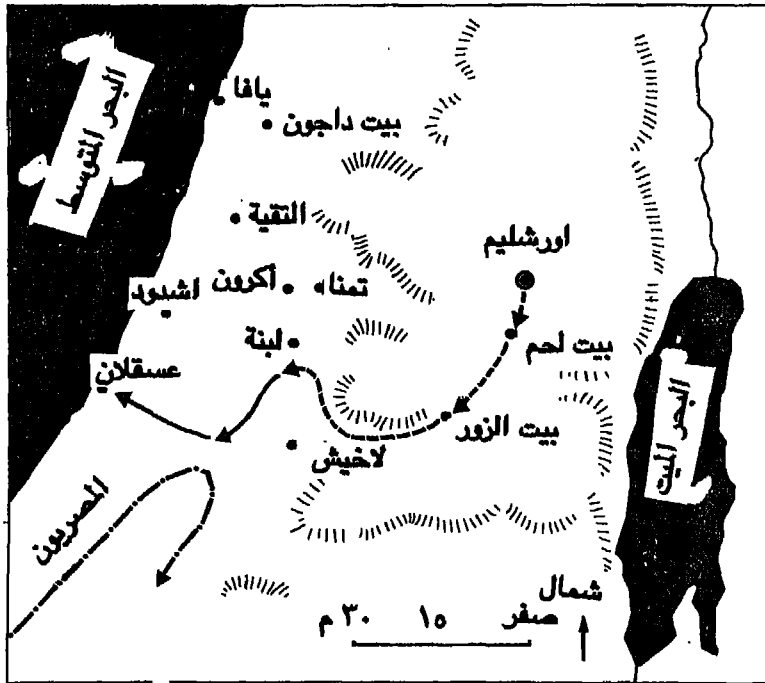 البحر المتوسط
يافا
بيت داجون
التقية
اورشليم
تمنا
أكرون
اشدود
بيت لحم
لبنة
عسقلان
البحر الميت
بيت الزور
لاخيش
المصريون
شمال
صفر ١٥ ٣٠ م